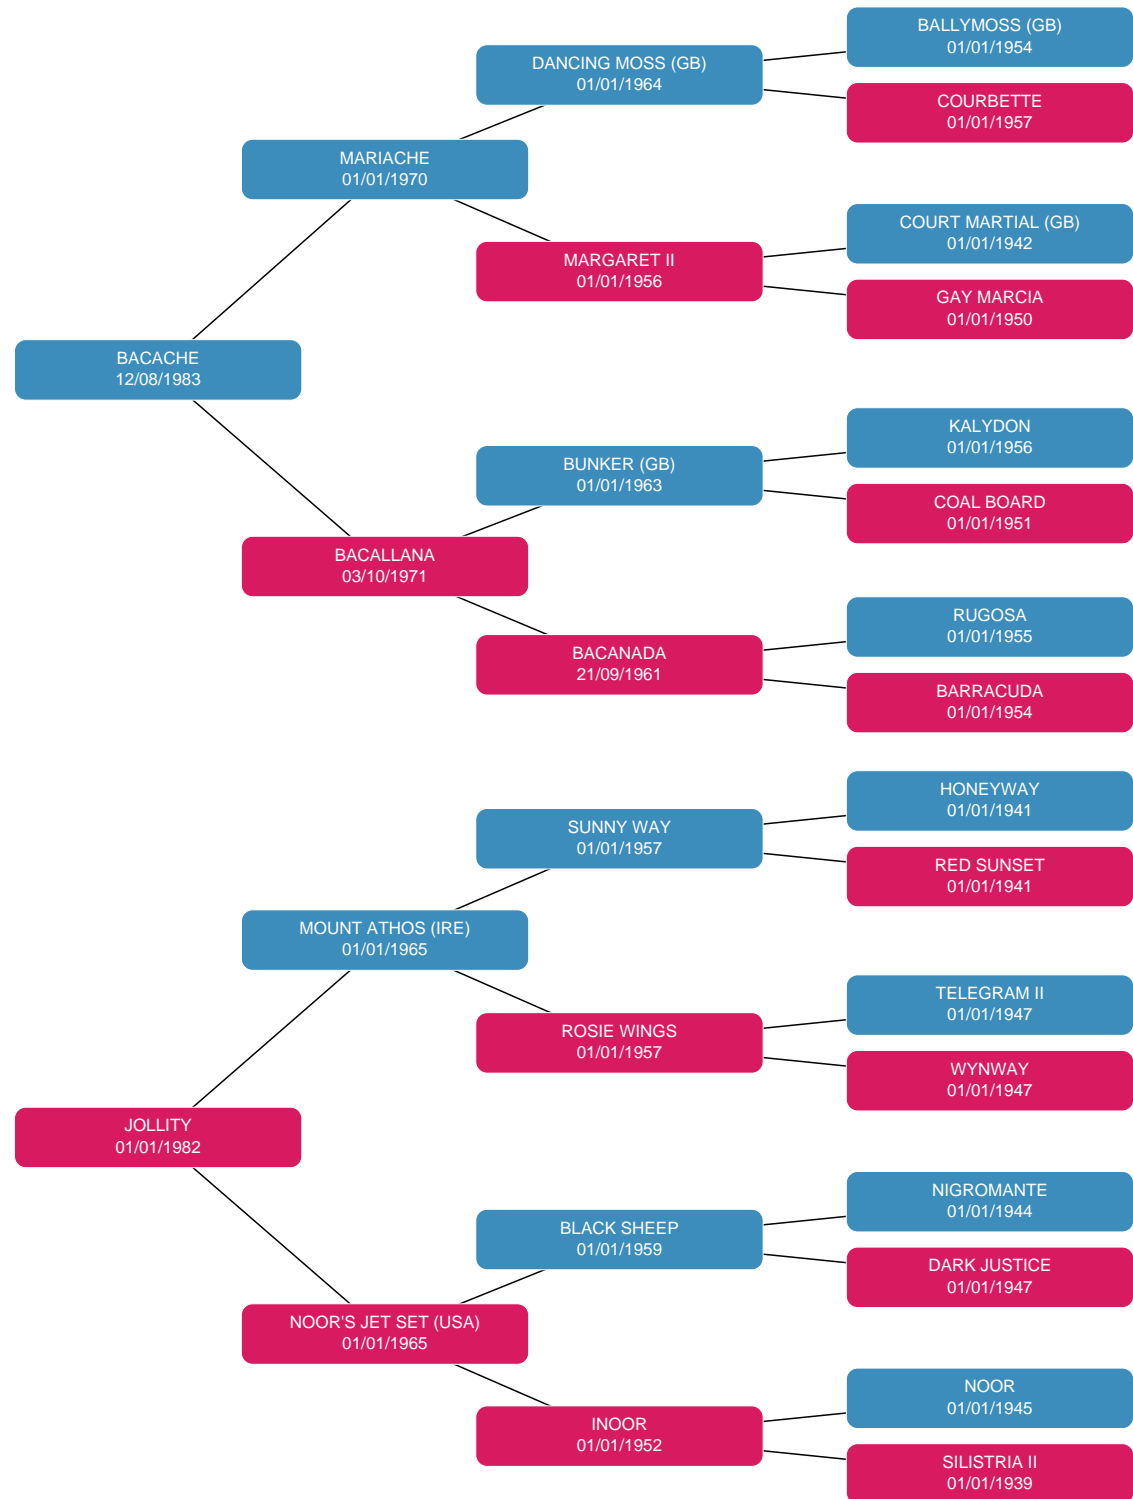 BALLYMOSS (GB)
01/01/1954
DANCING MOSS (GB)
01/01/1964
COURBETTE
01/01/1957
MARIACHE
01/01/1970
COURT MARTIAL (GB)
01/01/1942
MARGARET II
01/01/1956
GAY MARCIA
01/01/1950
BACACHE
12/08/1983
KALYDON
01/01/1956
BUNKER (GB)
01/01/1963
COAL BOARD
01/01/1951
BACALLANA
03/10/1971
RUGOSA
01/01/1955
BACANADA
21/09/1961
BARRACUDA
01/01/1954
HONEYWAY
01/01/1941
SUNNY WAY
01/01/1957
RED SUNSET
01/01/1941
MOUNT ATHOS (IRE)
01/01/1965
TELEGRAM II
01/01/1947
ROSIE WINGS
01/01/1957
WYNWAY
01/01/1947
JOLLITY
01/01/1982
NIGROMANTE
01/01/1944
BLACK SHEEP
01/01/1959
DARK JUSTICE
01/01/1947
NOOR'S JET SET (USA)
01/01/1965
NOOR
01/01/1945
INOOR
01/01/1952
SILISTRIA II
01/01/1939